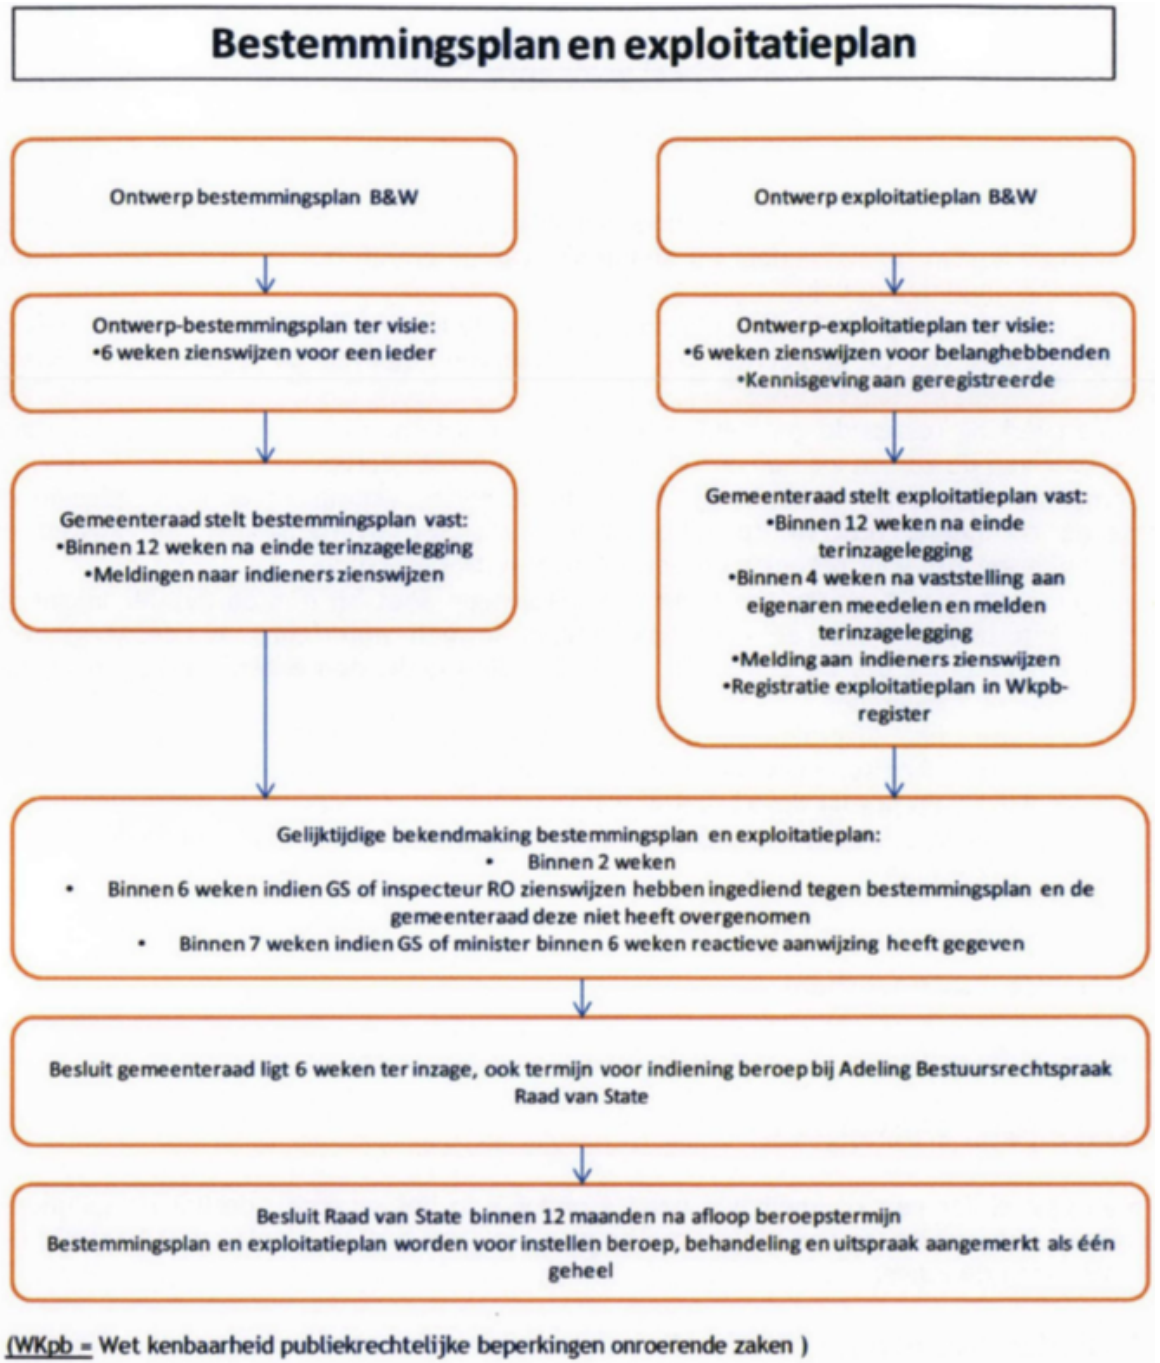 Bestemmingsplan en exploitatieplan
Ontwerp bestemmingsplan B&W
Ontwerp exploitatieplan B&W
Ontwerp-bestemmingsplan ter visie:
•6 weken zienswijzen voor een ieder
Ontwerp-exploitatieplan ter visie:
•6 weken zienswijzen voor belanghebbenden
•Kennisgeving aan geregistreerde
Gemeenteraad stelt bestemmingsplan vast:
•Binnen 12 weken na einde terinzagelegging
•Meldingen naar indieners zienswijzen
Gemeenteraad stelt exploitatieplan vast:
•Binnen 12 weken na einde
terinzagelegging
•Binnen 4 weken na vaststelling aan
eigenaren meedelen en melden
terinzagelegging
•Melding aan indieners zienswijzen
•Registratie exploitatieplan in Wkpb-
register
Gelijktijdige bekendmaking bestemmingsplan en exploitatieplan:
• Binnen 2 weken
• Binnen 6 weken indien GS of inspecteur RO zienswijzen hebben ingediend tegen bestemmingsplan en de
gemeenteraad deze niet heeft overgenomen
• Binnen 7 weken indien GS of minister binnen 6 weken reactieve aanwijzing heeft gegeven
Besluit gemeenteraad ligt 6 weken ter inzage, ook termijn voor indiening beroep bij Adeling Bestuursrechtspraak
Raad van State
Besluit Raad van State binnen 12 maanden na afloop beroepstermijn
Bestemmingsplan en exploitatieplan worden voor instellen beroep, behandeling en uitspraak aangemerkt als één
geheel
(WKpb = Wet kenbaarheid publiekrechtelijke beperkingen onroerende zaken )